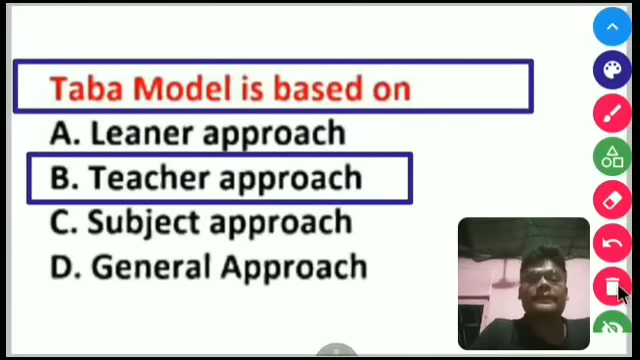 Taba Model is based on
A. Leaner approach
B. Teacher approach
C. Subject approach
D. General Approach